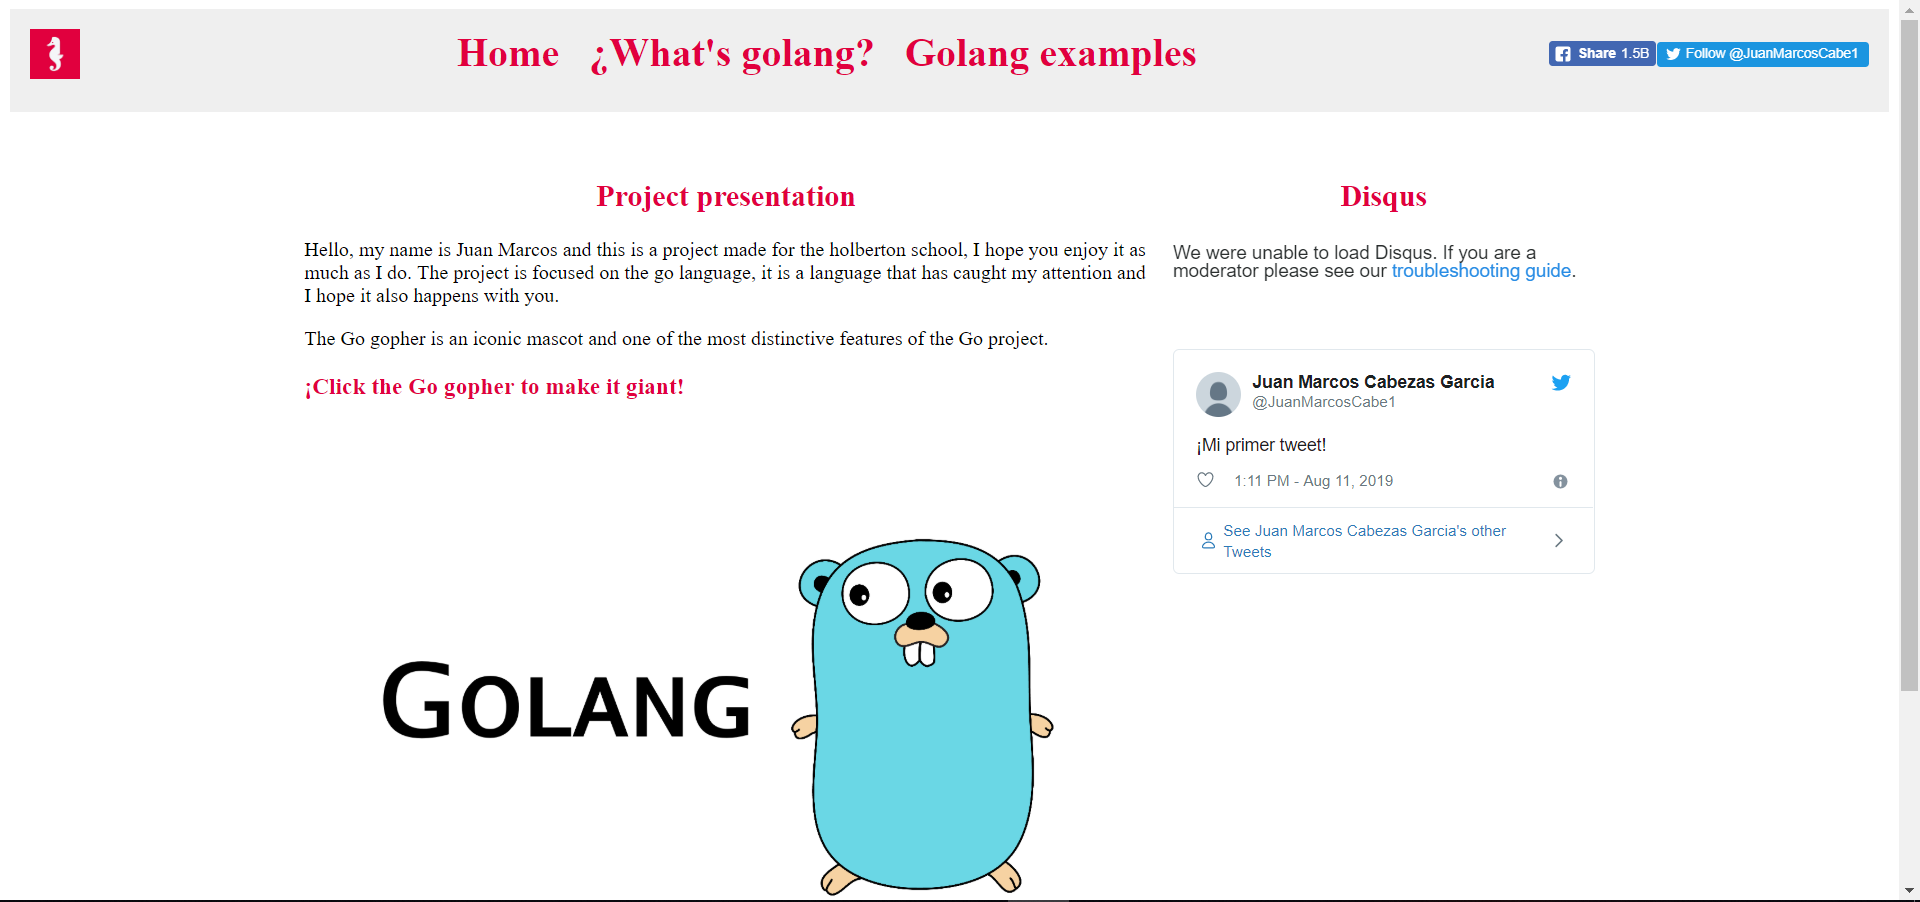 Home ¿What's golang? Golang examples
Share 1.5B Follow @JuanMarcosCabe1
Project presentation
Hello, my name is Juan Marcos and this is a project made for the holberton school, I hope you enjoy it as
much as I do. The project is focused on the go language, it is a language that has caught my attention and
I hope it also happens with you.
The Go gopher is an iconic mascot and one of the most distinctive features of the Go project.
¡Click the Go gopher to make it giant!
GOLANG
Disqus
We were unable to load Disqus. If you are a
moderator please see our troubleshooting guide.
Juan Marcos Cabezas Garcia
@JuanMarcosCabe1
¡Mi primer tweet!
1:11 PM - Aug 11, 2019
See Juan Marcos Cabezas Garcia's other
Tweets